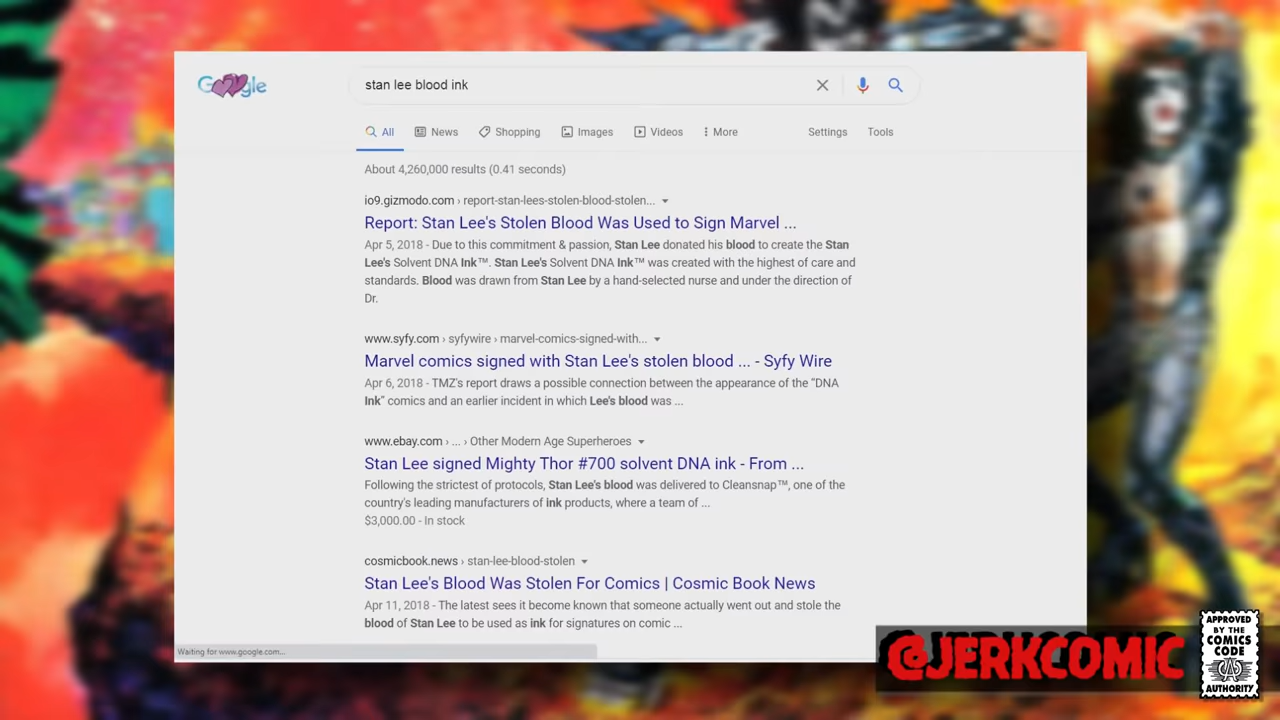 Google
stan lee blood ink
All News Shopping Images Videos More Settings Tools
About 4,260,000 results (0.41 seconds)
io9.gizmodo.com › report-stan-lees-stolen-blood-stolen...
Report: Stan Lee's Stolen Blood Was Used to Sign Marvel ...
Apr 5, 2018 - Due to this commitment & passion, Stan Lee donated his blood to create the Stan
Lee's Solvent DNA Ink™. Stan Lee's Solvent DNA Ink™ was created with the highest of care and
standards. Blood was drawn from Stan Lee by a hand-selected nurse and under the direction of
Dr.
www.syfy.com › syfywire › marvel-comics-signed-with...
Marvel comics signed with Stan Lee's stolen blood ... - Syfy Wire
Apr 6, 2018 - TMZ's report draws a possible connection between the appearance of the “DNA
Ink” comics and an earlier incident in which Lee's blood was ...
www.ebay.com › ... › Other Modern Age Superheroes
Stan Lee signed Mighty Thor #700 solvent DNA ink - From ...
Following the strictest of protocols, Stan Lee's blood was delivered to Cleansnap™, one of the
country's leading manufacturers of ink products, where a team of ...
$3,000.00 - In stock
cosmicbook.news › stan-lee-blood-stolen
Stan Lee's Blood Was Stolen For Comics | Cosmic Book News
Apr 11, 2018 - The latest sees it become known that someone actually went out and stole the
blood of Stan Lee to be used as ink for signatures on comic ...
Waiting for www.google.com...
@JERKCOMIC
APPROVED
BY THE
COMICS
CODE
AUTHORITY